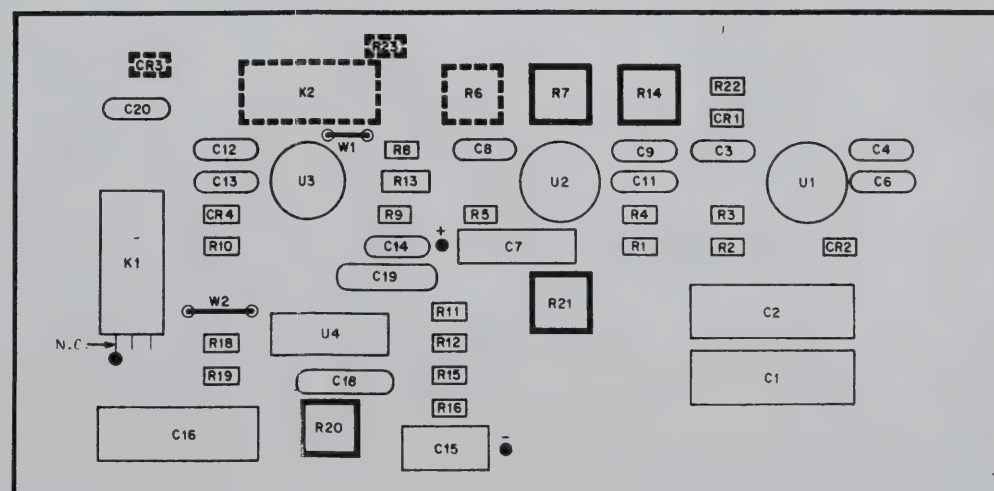 R23
CR3
K2
R6
R7
R14
R22
C20
CR1
W1
C12
R8
C8
C9
C3
C4
C13
U3
R13
U2
C11
U1
C6
CR4
R9
R5
R4
R3
K1
R10
C14
+
C7
R1
R2
CR2
C19
W2
R21
R11
C2
U4
N.C.
R18
R12
R19
C18
R15
C1
R16
C16
R20
C15
-